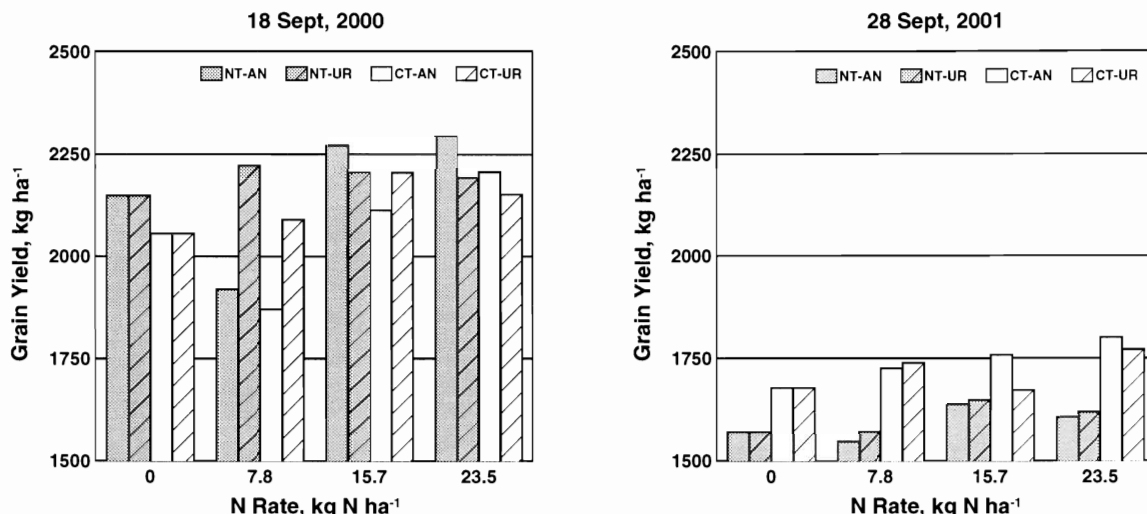 18 Sept, 2000
Grain Yield, kg ha⁻¹
2500
2250
2000
1750
1500
NT-AN NT-UR CT-AN CT-UR
0 7.8 15.7 23.5
N Rate, kg N ha⁻¹
28 Sept, 2001
Grain Yield, kg ha⁻¹
2500
2250
2000
1750
1500
NT-AN NT-UR CT-AN CT-UR
0 7.8 15.7 23.5
N Rate, kg N ha⁻¹